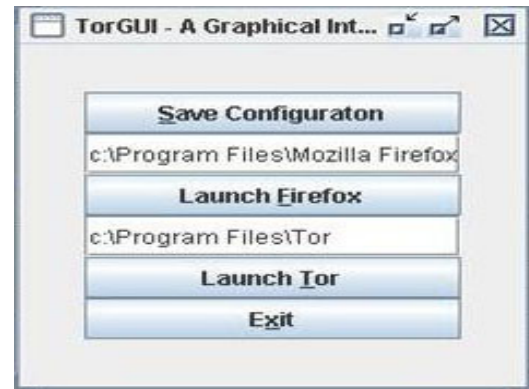 TorGUI - A Graphical Int...
Save Configuraton
c:\Program Files\Mozilla Firefox
Launch Firefox
c:\Program Files\Tor
Launch Tor
Exit